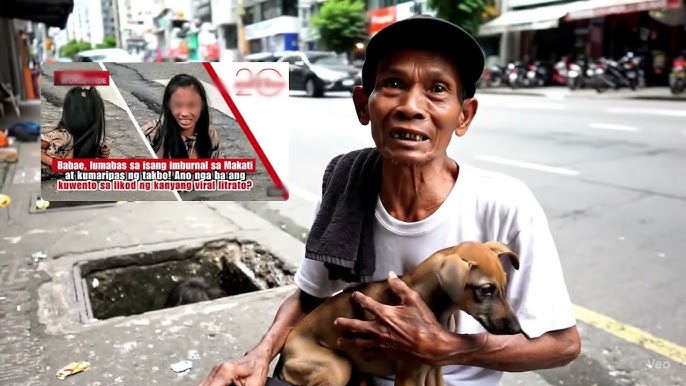 Babae, lumabas sa isang imburnal sa Makati
at kumaripas ng takbo! Ano nga ba ang
kuwento sa likod ng kanyang viral litrato?
Veo